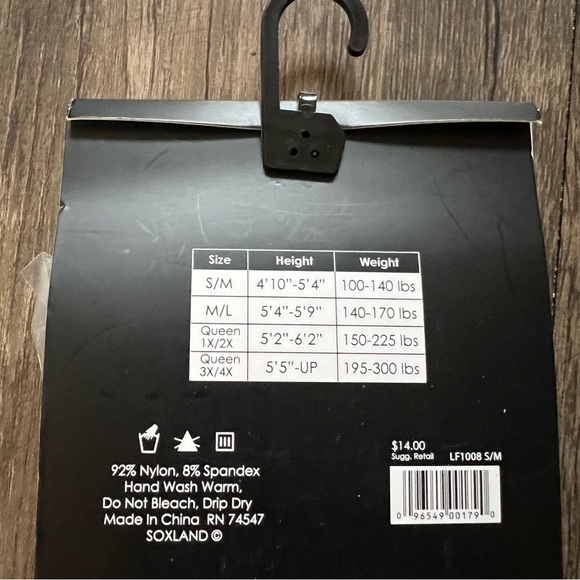 Size Height Weight
S/M 4'10"-5'4" 100-140 lbs
M/L 5'4"-5'9" 140-170 lbs
Queen 1X/2X 5'2"-6'2" 150-225 lbs
Queen 3X/4X 5'5"-UP 195-300 lbs
92% Nylon, 8% Spandex
Hand Wash Warm,
Do Not Bleach, Drip Dry
Made In China RN 74547
SOXLAND ©
$14.00
Sugg. Retail LF1008 S/M
0 96549 00179 0